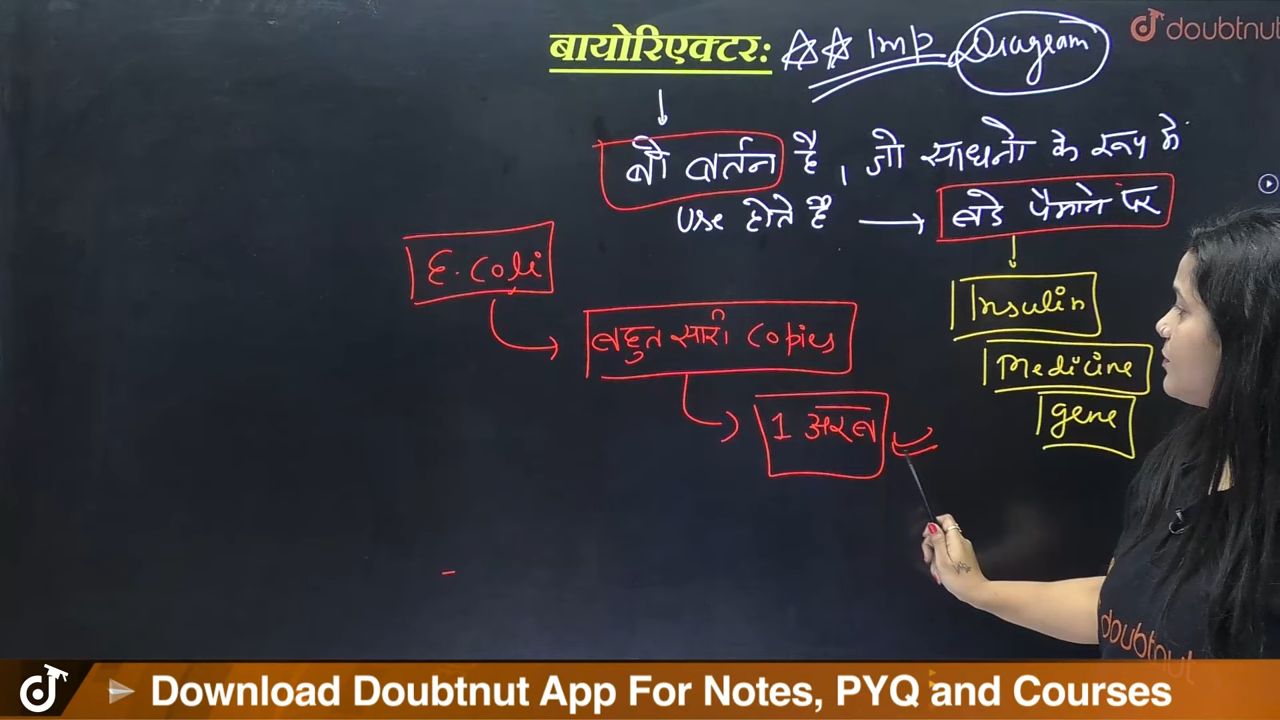 बायोरिएक्टर: ☆☆ Imp Diagram
doubtnut
वो बर्तन है, जो साधनो के रूप में
use होते है → बडे पैमाने पर
E. Coli
Insulin
बहुत सारी copies
Medicine
gene
1 अरब
doubtnut
Download Doubtnut App For Notes, PYQ and Courses